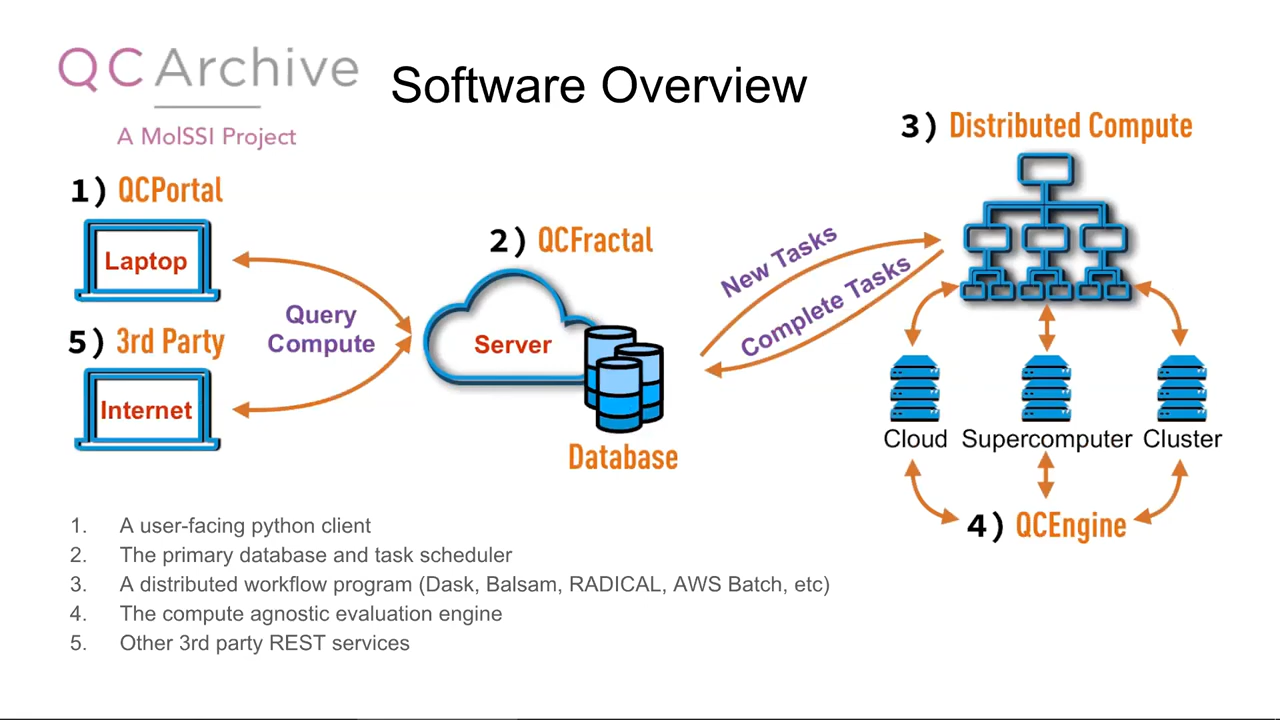 QCArchive
A MolSSI Project
Software Overview
1) QCPortal
Laptop
5) 3rd Party
Internet
Query
Compute
2) QCFractal
Server
Database
New Tasks
Complete Tasks
3) Distributed Compute
Cloud
Supercomputer
Cluster
4) QCEngine
1. A user-facing python client
2. The primary database and task scheduler
3. A distributed workflow program (Dask, Balsam, RADICAL, AWS Batch, etc)
4. The compute agnostic evaluation engine
5. Other 3rd party REST services